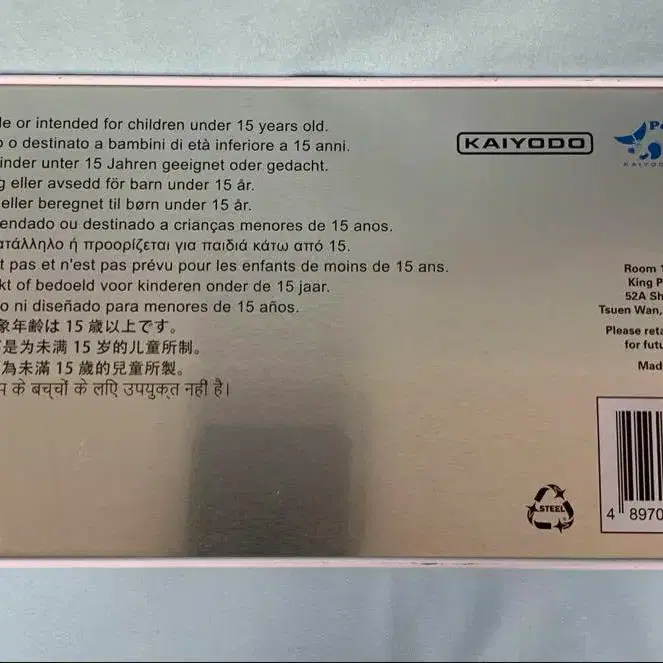 le or intended for children under 15 years old.
o o destinato a bambini di età inferiore a 15 anni.
inder unter 15 Jahren geeignet oder gedacht.
g eller avsedd för barn under 15 år.
eller beregnet til børn under 15 år.
endado ou destinado a crianças menores de 15 anos.
ατάλληλο ή προορίζεται για παιδιά κάτω από 15.
t pas et n'est pas prévu pour les enfants de moins de 15 ans.
kt of bedoeld voor kinderen onder de 15 jaar.
o ni diseñado para menores de 15 años.
象年齢は 15 歳以上です。
是为未满 15 岁的儿童所制。
為未滿 15 歲的兒童所製。
के बच्चों के लिए उपयुक्त नहीं है।
KAIYODO
Room 1
King P
52A Sh
Tsuen Wan,
Please reta
for futu
Mad
STEEL
4 8970